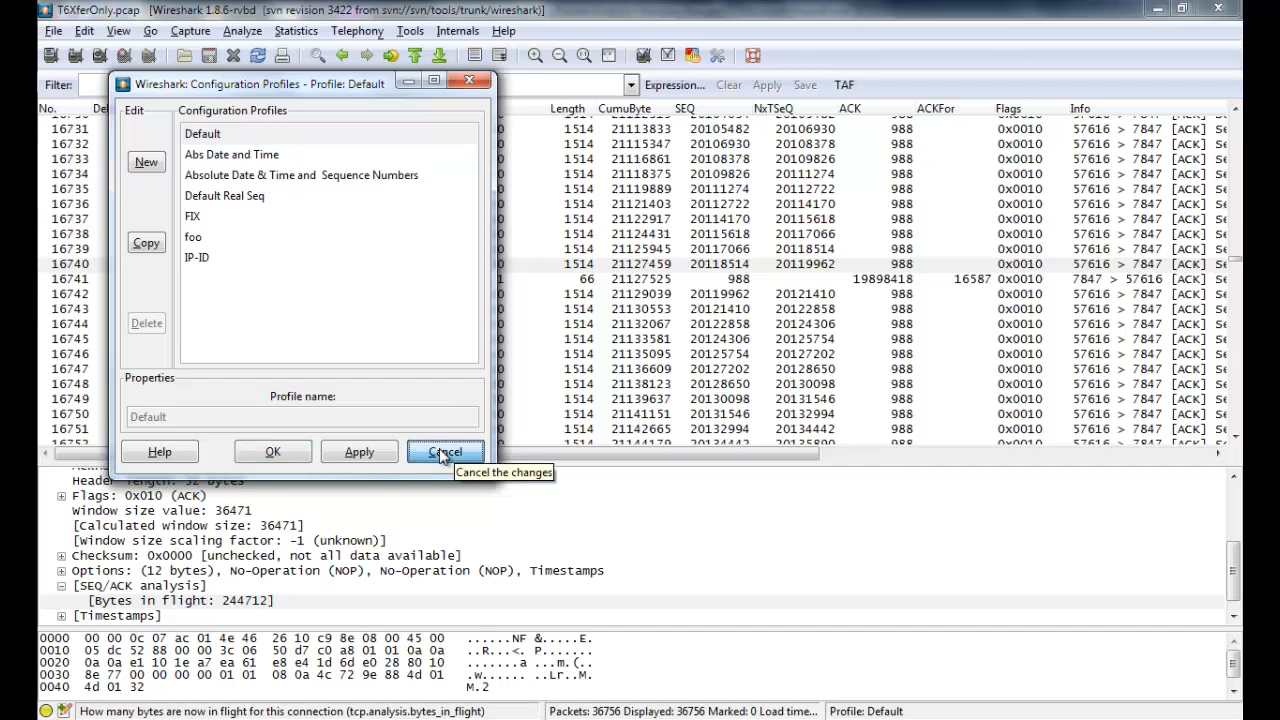 T6XferOnly.pcap [Wireshark 1.8.6-rvbd (svn revision 3422 from svn://svn/tools/trunk/wireshark)]
File Edit View Go Capture Analyze Statistics Telephony Tools Internals Help
Filter: Expression... Clear Apply Save TAF
Wireshark: Configuration Profiles - Profile: Default
Edit
New
Copy
Delete
Configuration Profiles
Default
Abs Date and Time
Absolute Date & Time and Sequence Numbers
Default Real Seq
FIX
foo
IP-ID
Properties
Profile name:
Default
Help OK Apply Cancel
Cancel the changes
No. Length CumuByte SEQ NxTSeQ ACK ACKFor Flags Info
16731 1514 21113833 20105482 20106930 988 0x0010 57616 > 7847 [ACK] Se
16732 1514 21115347 20106930 20108378 988 0x0010 57616 > 7847 [ACK] Se
16733 1514 21116861 20108378 20109826 988 0x0010 57616 > 7847 [ACK] Se
16734 1514 21118375 20109826 20111274 988 0x0010 57616 > 7847 [ACK] Se
16735 1514 21119889 20111274 20112722 988 0x0010 57616 > 7847 [ACK] Se
16736 1514 21121403 20112722 20114170 988 0x0010 57616 > 7847 [ACK] Se
16737 1514 21122917 20114170 20115618 988 0x0010 57616 > 7847 [ACK] Se
16738 1514 21124431 20115618 20117066 988 0x0010 57616 > 7847 [ACK] Se
16739 1514 21125945 20117066 20118514 988 0x0010 57616 > 7847 [ACK] Se
16740 1514 21127459 20118514 20119962 988 0x0010 57616 > 7847 [ACK] Se
16741 66 21127525 988 19898418 16587 0x0010 7847 > 57616 [ACK] Se
16742 1514 21129039 20119962 20121410 988 0x0010 57616 > 7847 [ACK] Se
16743 1514 21130553 20121410 20122858 988 0x0010 57616 > 7847 [ACK] Se
16744 1514 21132067 20122858 20124306 988 0x0010 57616 > 7847 [ACK] Se
16745 1514 21133581 20124306 20125754 988 0x0010 57616 > 7847 [ACK] Se
16746 1514 21135095 20125754 20127202 988 0x0010 57616 > 7847 [ACK] Se
16747 1514 21136609 20127202 20128650 988 0x0010 57616 > 7847 [ACK] Se
16748 1514 21138123 20128650 20130098 988 0x0010 57616 > 7847 [ACK] Se
16749 1514 21139637 20130098 20131546 988 0x0010 57616 > 7847 [ACK] Se
16750 1514 21141151 20131546 20132994 988 0x0010 57616 > 7847 [ACK] Se
16751 1514 21142665 20132994 20134442 988 0x0010 57616 > 7847 [ACK] Se
16752 1514 21144179 20134442 20135890 988 0x0010 57616 > 7847 [ACK] Se
Header length: 32 bytes
Flags: 0x010 (ACK)
Window size value: 36471
[Calculated window size: 36471]
[Window size scaling factor: -1 (unknown)]
Checksum: 0x0000 [unchecked, not all data available]
Options: (12 bytes), No-Operation (NOP), No-Operation (NOP), Timestamps
[SEQ/ACK analysis]
[Bytes in flight: 244712]
[Timestamps]
0000 00 00 0c 07 ac 01 4e 46 26 10 c9 8e 08 00 45 00 ......NF &.....E.
0010 05 dc 52 88 00 00 3c 06 50 d7 c0 a8 01 01 0a 0a ..R...<. P.......
0020 0a 0a e1 10 1e a7 ea 61 e8 e4 1d 6d e0 28 80 10 .......a ...m.(..
0030 8e 77 00 00 00 00 01 01 08 0a 4c 72 9e 88 4d 01 .w...... ..Lr..M.
0040 4d 01 32 M.2
How many bytes are now in flight for this connection (tcp.analysis.bytes_in_flight) Packets: 36756 Displayed: 36756 Marked: 0 Load time... Profile: Default